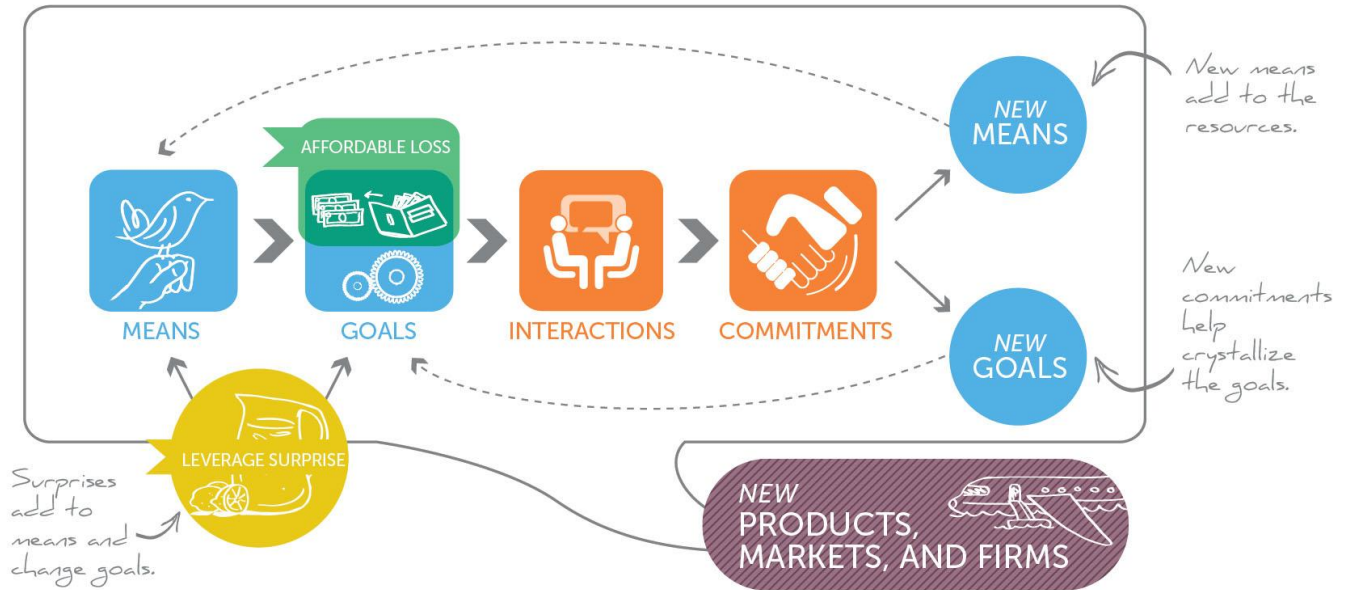 NEW
MEANS
New means
add to the
resources.
AFFORDABLE LOSS
MEANS
GOALS
INTERACTIONS
COMMITMENTS
NEW
GOALS
New
commitments
help
crystallize
the goals.
LEVERAGE SURPRISE
Surprises
add to
means and
change goals.
NEW
PRODUCTS,
MARKETS, AND FIRMS